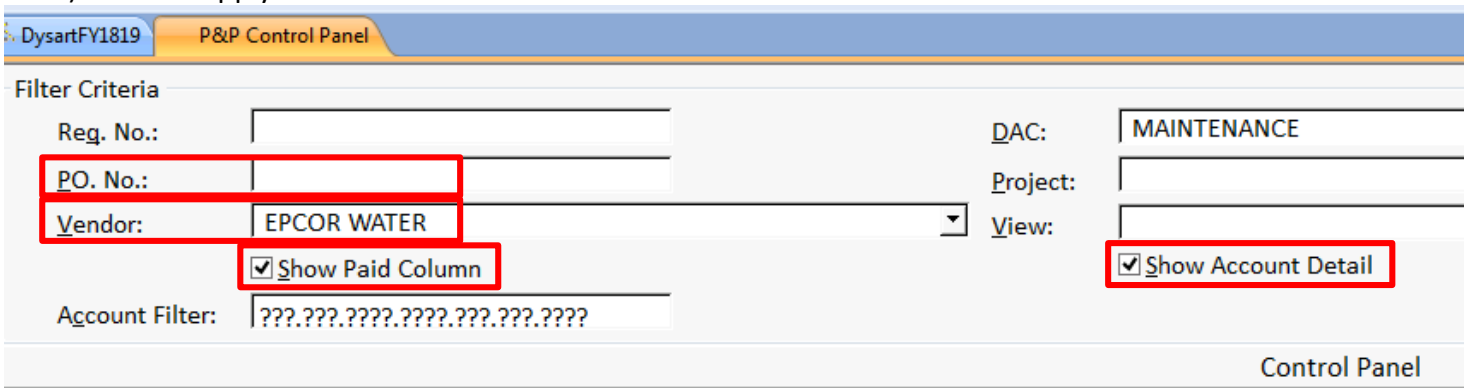 DysartFY1819 P&P Control Panel
Filter Criteria
Req. No.: DAC: MAINTENANCE
PO. No.: Project:
Vendor: EPCOR WATER View:
Show Paid Column Show Account Detail
Account Filter: ???.???.????.????.???.???.????
Control Panel